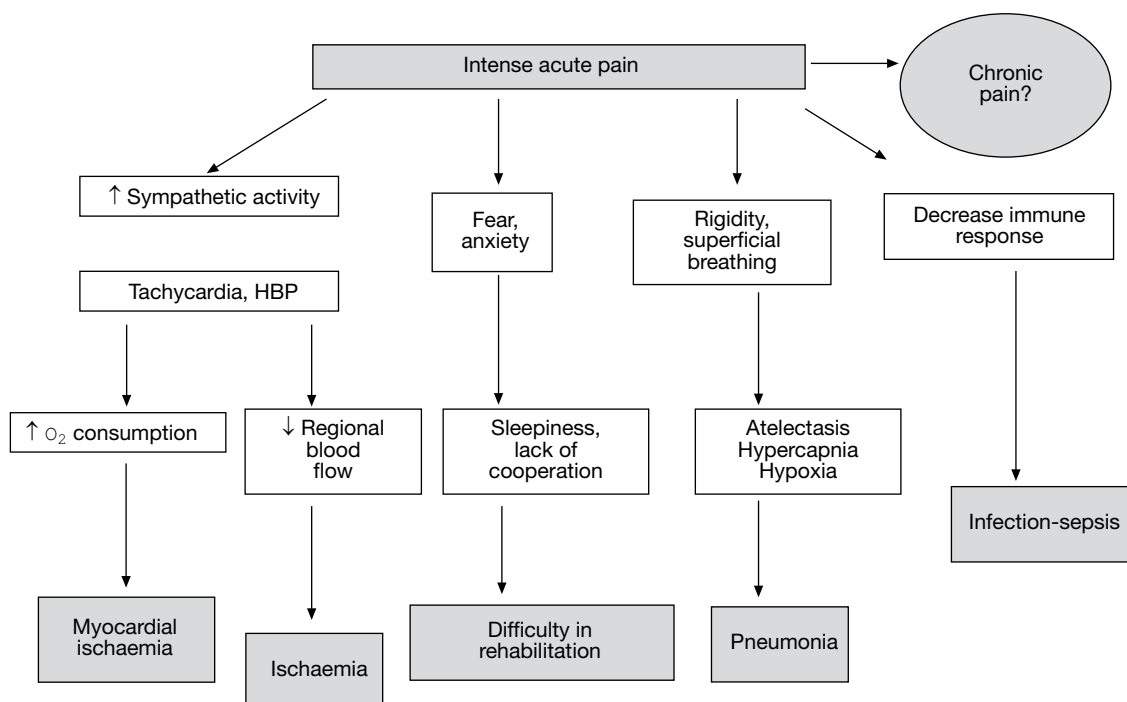 Intense acute pain
Chronic
pain?
↑ Sympathetic activity
Fear,
anxiety
Rigidity,
superficial
breathing
Decrease immune
response
Tachycardia, HBP
↑ O₂ consumption
↓ Regional
blood
flow
Sleepiness,
lack of
cooperation
Atelectasis
Hypercapnia
Hypoxia
Infection-sepsis
Myocardial
ischaemia
Ischaemia
Difficulty in
rehabilitation
Pneumonia